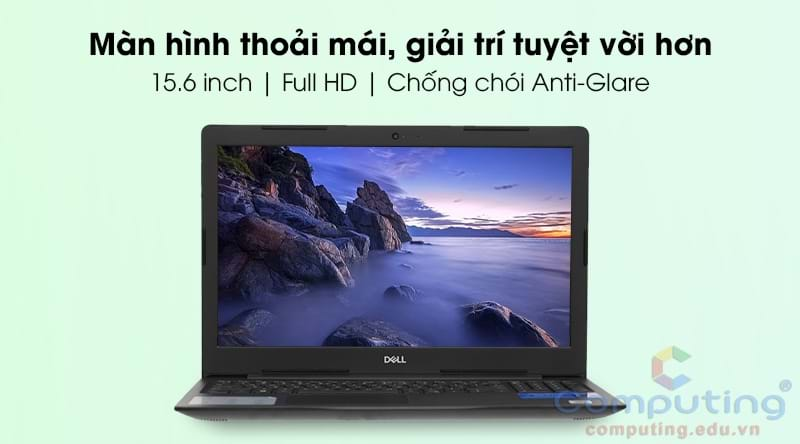 Màn hình thoải mái, giải trí tuyệt vời hơn
15.6 inch | Full HD | Chống chói Anti-Glare
DELL
Computing®
computing.edu.vn